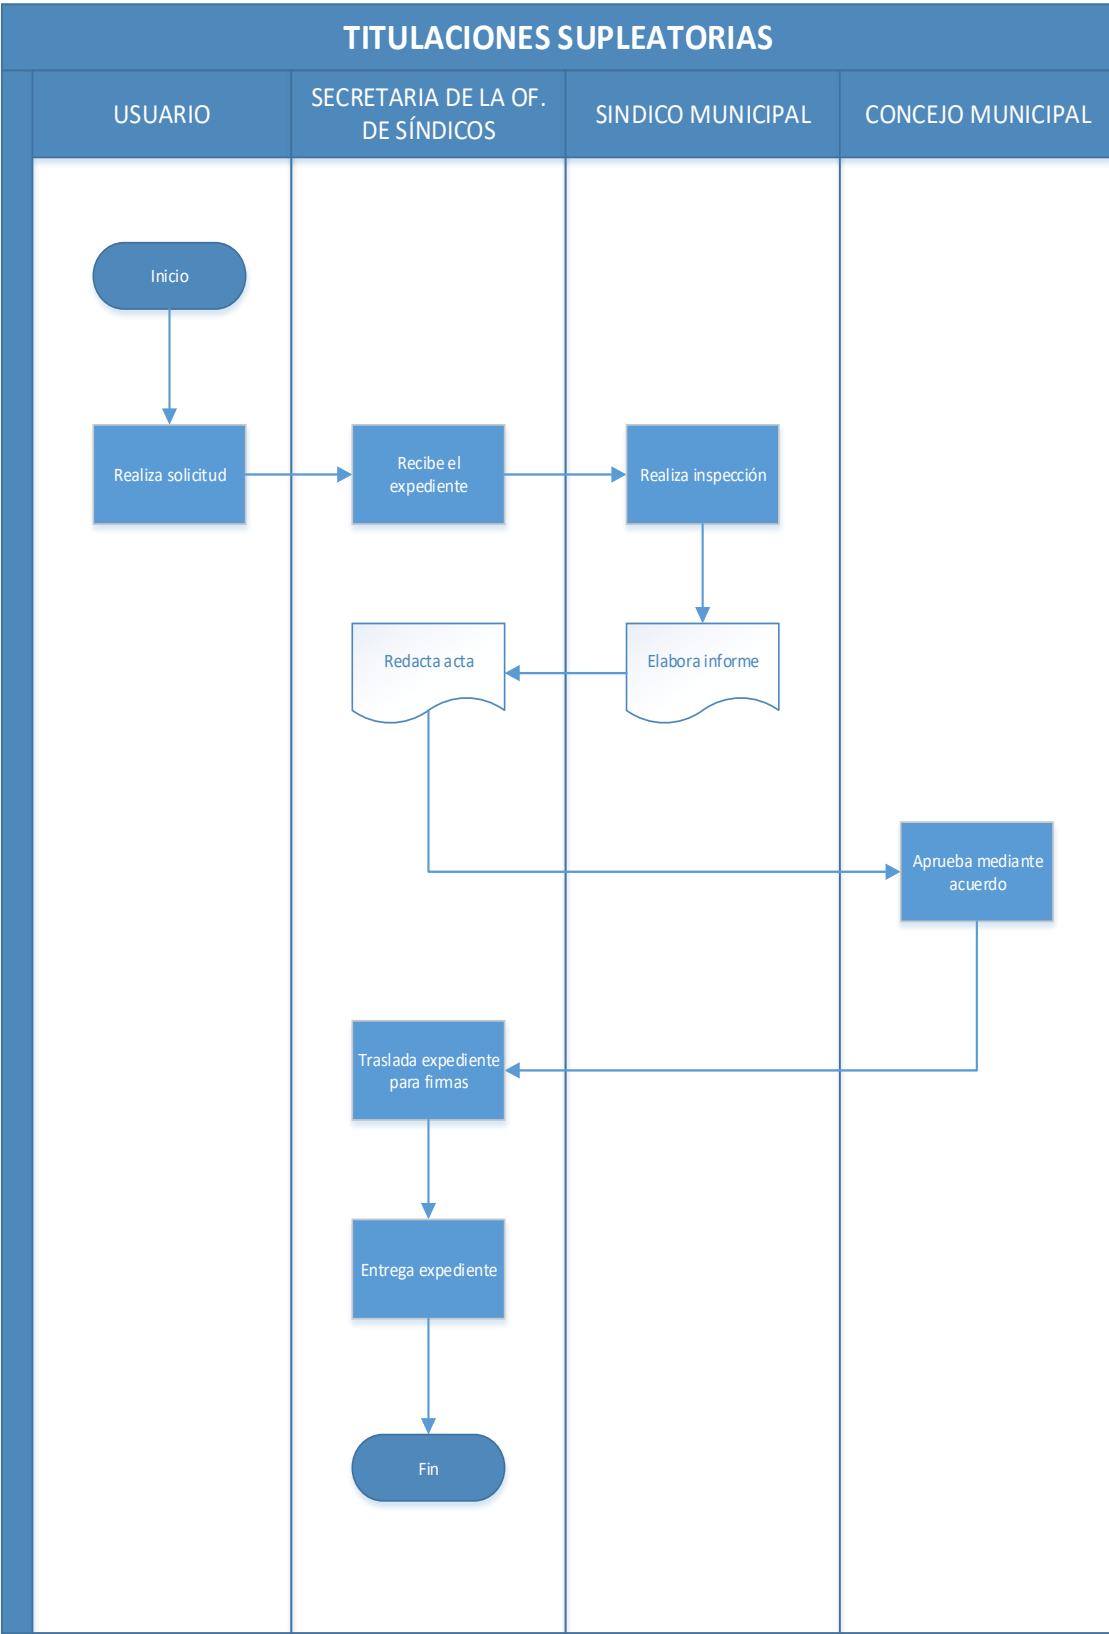 TITULACIONES SUPLEATORIAS
USUARIO
SECRETARIA DE LA OF.
DE SÍNDICOS
SINDICO MUNICIPAL
CONCEJO MUNICIPAL
Inicio
Realiza solicitud
Recibe el
expediente
Realiza inspección
Redacta acta
Elabora informe
Aprueba mediante
acuerdo
Traslada expediente
para firmas
Entrega expediente
Fin